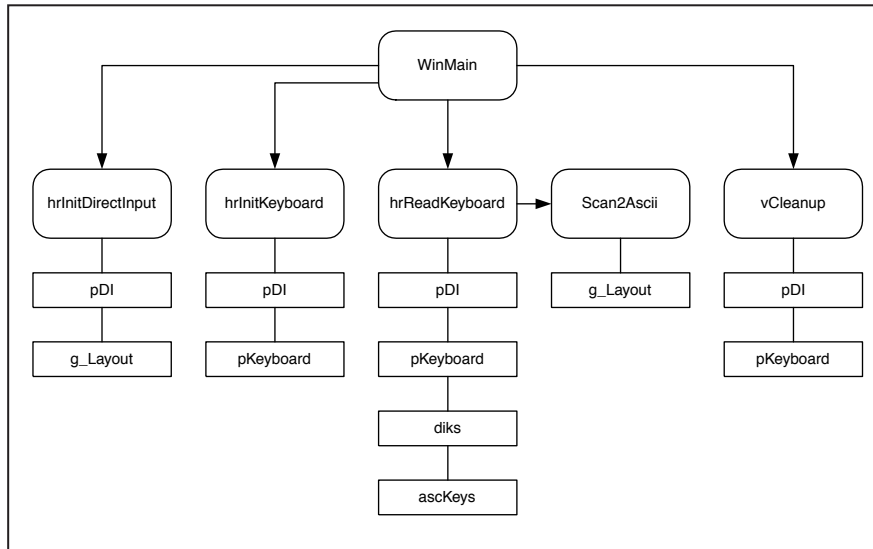 WinMain
hrInitDirectInput
hrInitKeyboard
hrReadKeyboard
Scan2Ascii
vCleanup
pDI
pDI
pDI
g_Layout
pDI
g_Layout
pKeyboard
pKeyboard
pKeyboard
diks
ascKeys